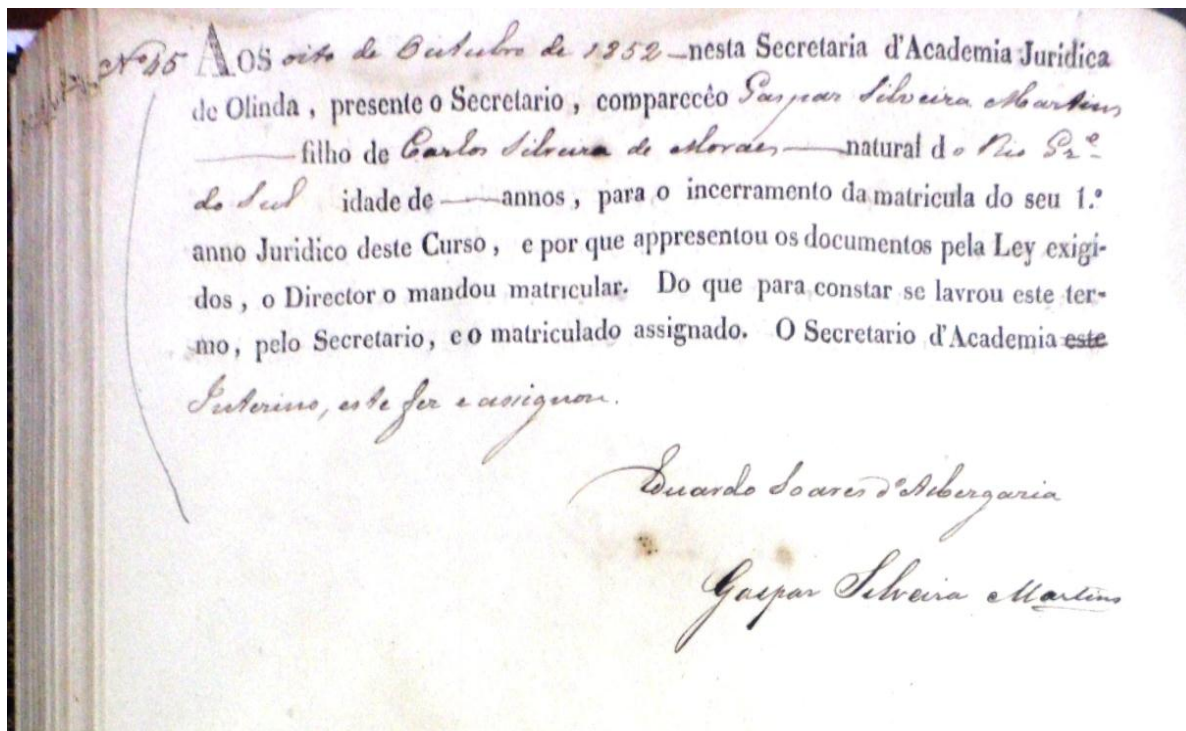 Nº 45 AOS oito de Outubro de 1852 — nesta Secretaria d'Academia Juridica
de Olinda, presente o Secretario, comparecêo Gaspar Silveira Martins
— filho de Carlos Silveira de Moraes — natural do Rio Gr.e
do Sul idade de — annos, para o incerramento da matricula do seu 1.º
anno Juridico deste Curso, e por que appresentou os documentos pela Ley exigi-
dos, o Director o mandou matricular. Do que para constar se lavrou este ter-
mo, pelo Secretario, e o matriculado assignado. O Secretario d'Academia este
Interino, este fez e assignou.
Eduardo Soares d'Albergaria
Gaspar Silveira Martins